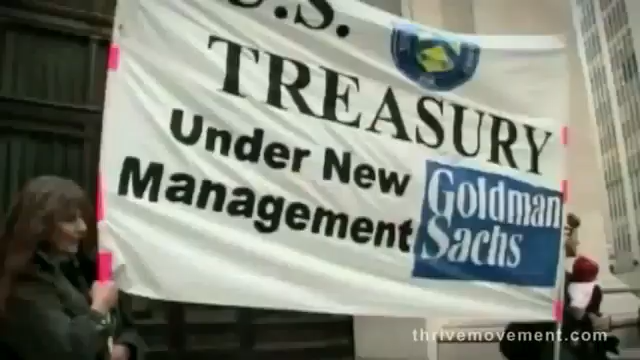 U.S.
TREASURY
Under New
Management
Goldman
Sachs
thrivemovement.com